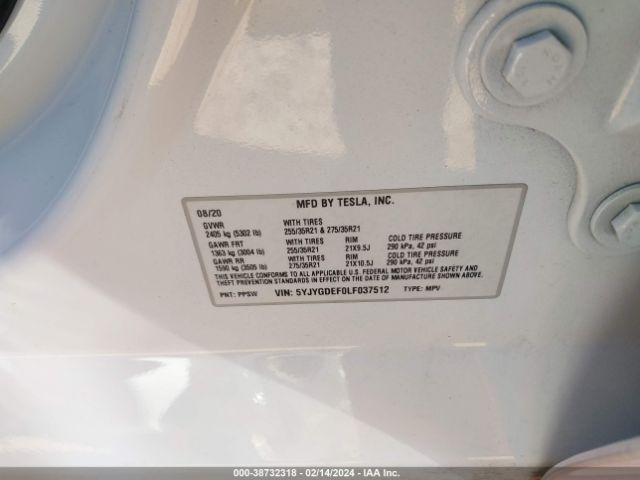 MFD BY TESLA, INC.
08/20
GVWR WITH TIRES
2405 kg (5302 lb) 255/35R21 & 275/35R21
GAWR FRT WITH TIRES RIM COLD TIRE PRESSURE
1363 kg (3004 lb) 255/35R21 21X9.5J 290 kPa, 42 psi
GAWR RR WITH TIRES RIM COLD TIRE PRESSURE
1590 kg (3505 lb) 275/35R21 21X10.5J 290 kPa, 42 psi
THIS VEHICLE CONFORMS TO ALL APPLICABLE U.S. FEDERAL MOTOR VEHICLE SAFETY AND
THEFT PREVENTION STANDARDS IN EFFECT ON THE DATE OF MANUFACTURE SHOWN ABOVE.
PNT: PPSW VIN: 5YJYGDEF0LF037512 TYPE: MPV
000-38732318 - 02/14/2024 - IAA Inc.